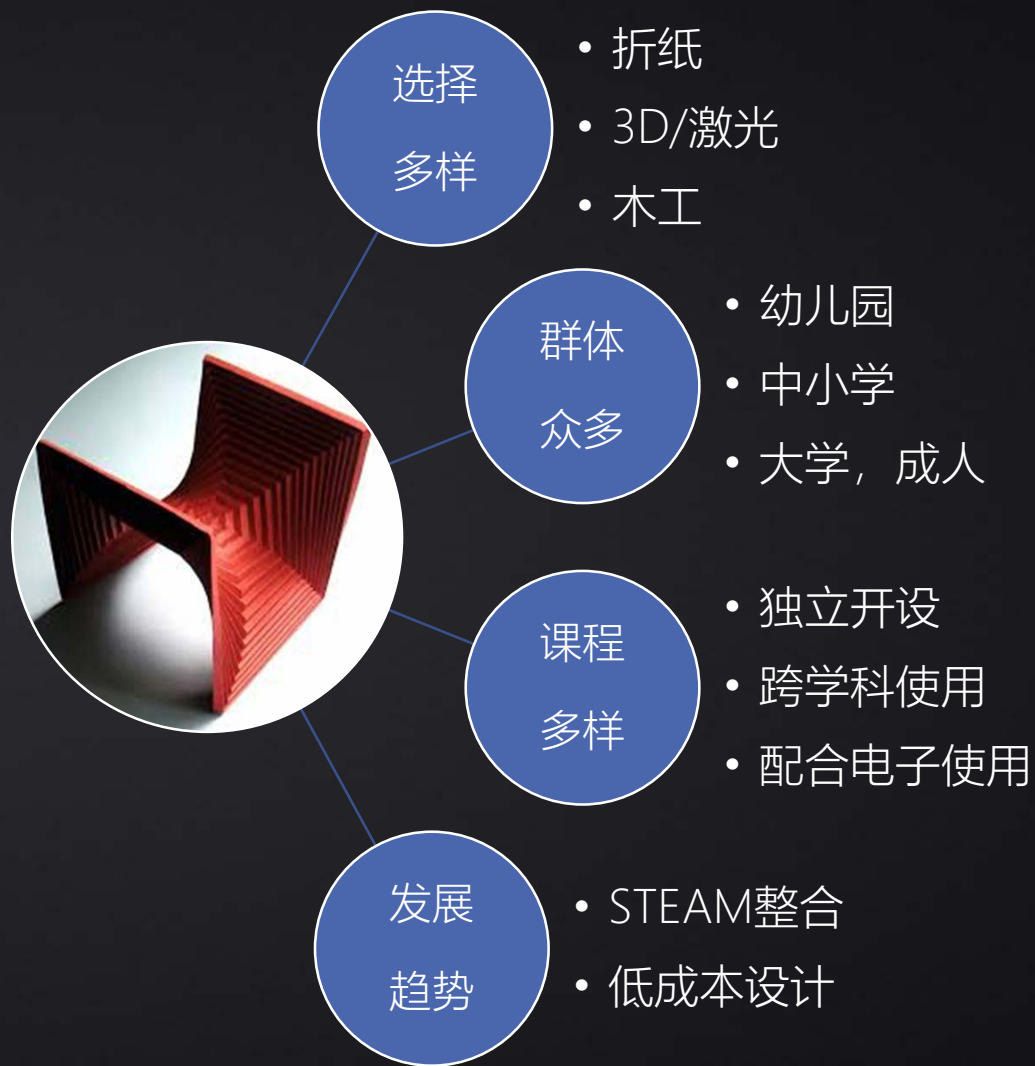 选择
多样
• 折纸
• 3D/激光
• 木工
群体
众多
• 幼儿园
• 中小学
• 大学，成人
课程
多样
• 独立开设
• 跨学科使用
• 配合电子使用
发展
趋势
• STEAM整合
• 低成本设计